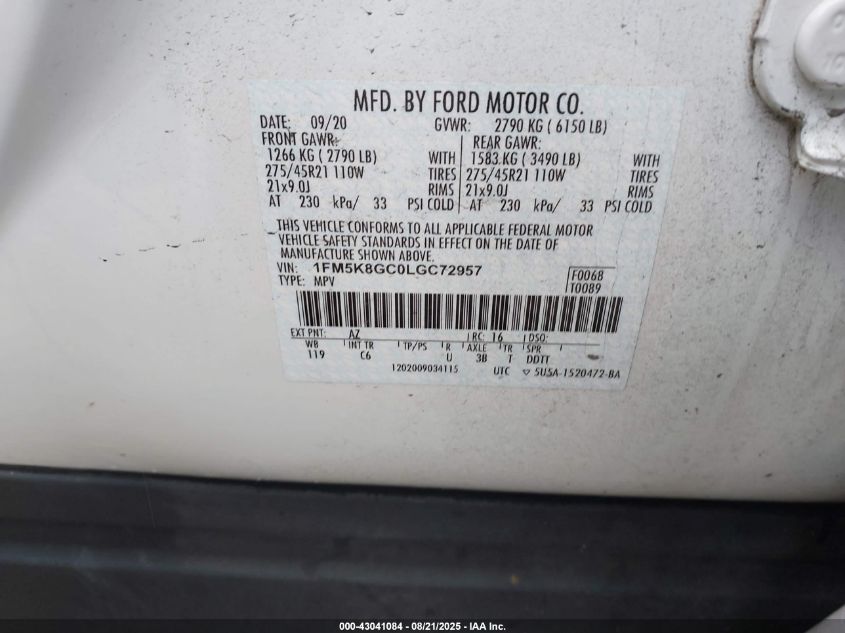 MFD. BY FORD MOTOR CO.
DATE: 09/20 GVWR: 2790 KG ( 6150 LB)
FRONT GAWR: REAR GAWR:
1266 KG ( 2790 LB) WITH 1583 KG ( 3490 LB) WITH
275/45R21 110W TIRES 275/45R21 110W TIRES
21x9.0J RIMS 21x9.0J RIMS
AT 230 kPa/ 33 PSI COLD AT 230 kPa/ 33 PSI COLD
THIS VEHICLE CONFORMS TO ALL APPLICABLE FEDERAL MOTOR
VEHICLE SAFETY STANDARDS IN EFFECT ON THE DATE OF
MANUFACTURE SHOWN ABOVE.
VIN: 1FM5K8GC0LGC72957 F0068
TYPE: MPV T0089
EXT PNT: AZ RC: 16 DSO:
WB INT TR TP/PS R AXLE TR SPR
119 C6 U 3B T DDTT
1202009034115 UTC ▽ 5USA-1520472-BA
000-43041084 - 08/21/2025 - IAA Inc.